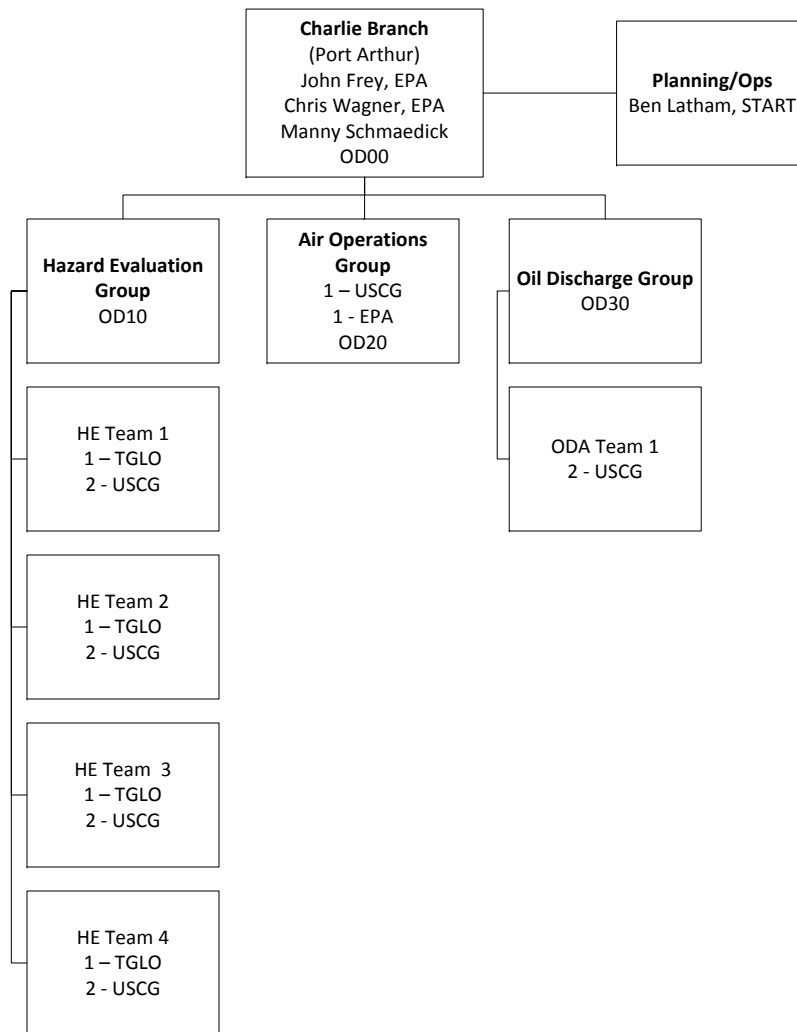 Charlie Branch
(Port Arthur)
John Frey, EPA
Chris Wagner, EPA
Manny Schmaedick
OD00
Planning/Ops
Ben Latham, START
Hazard Evaluation
Group
OD10
Air Operations
Group
1 – USCG
1 - EPA
OD20
Oil Discharge Group
OD30
HE Team 1
1 – TGLO
2 - USCG
ODA Team 1
2 - USCG
HE Team 2
1 – TGLO
2 - USCG
HE Team  3
1 – TGLO
2 - USCG
HE Team 4
1 – TGLO
2 - USCG